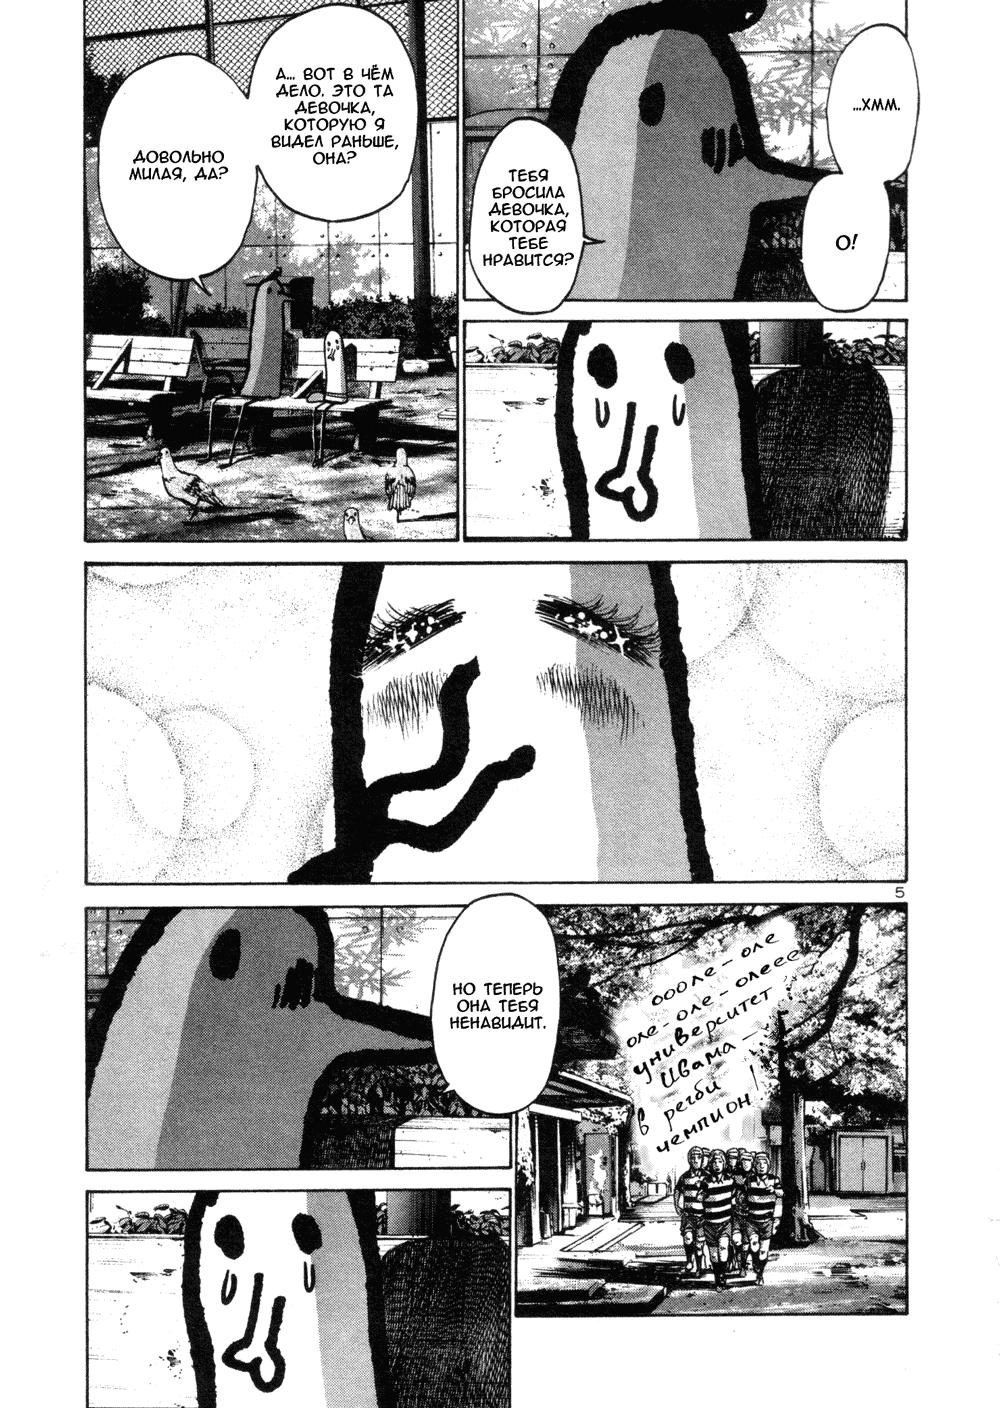 ...ХММ.
О!
ТЕБЯ
БРОСИЛА
ДЕВОЧКА,
КОТОРАЯ
ТЕБЕ
НРАВИТСЯ?
А... ВОТ В ЧЁМ
ДЕЛО. ЭТО ТА
ДЕВОЧКА,
КОТОРУЮ Я
ВИДЕЛ РАНЬШЕ,
ОНА?
ДОВОЛЬНО
МИЛАЯ, ДА?
5
оооле-оле
оле-оле-олеее
университет
Ивама-
в регби
чемпион!
НО ТЕПЕРЬ
ОНА ТЕБЯ
НЕНАВИДИТ.